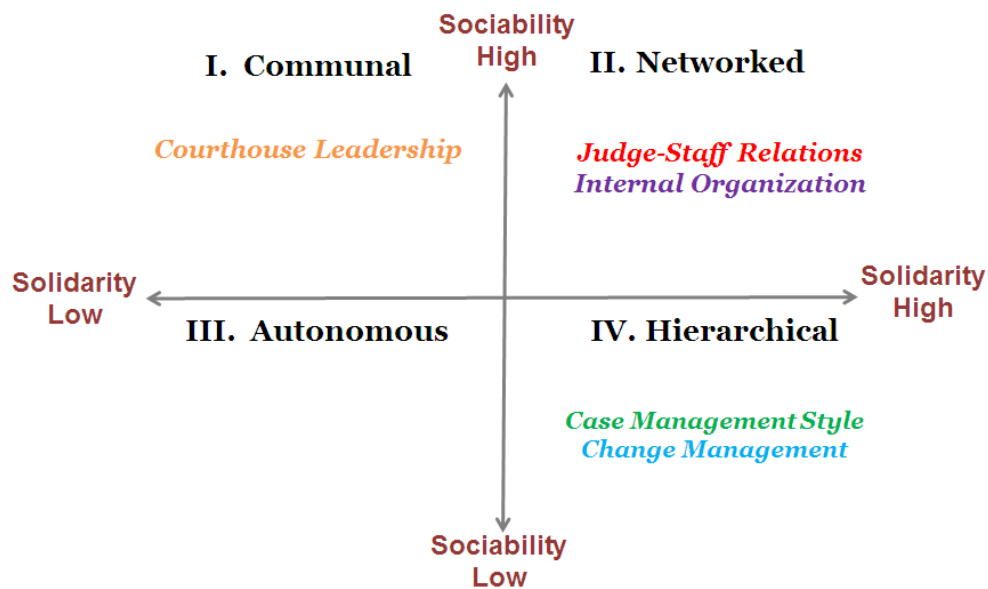 Sociability
High
I. Communal
II. Networked
Courthouse Leadership
Judge-Staff Relations
Internal Organization
Solidarity
Low
Solidarity
High
III. Autonomous
IV. Hierarchical
Case Management Style
Change Management
Sociability
Low